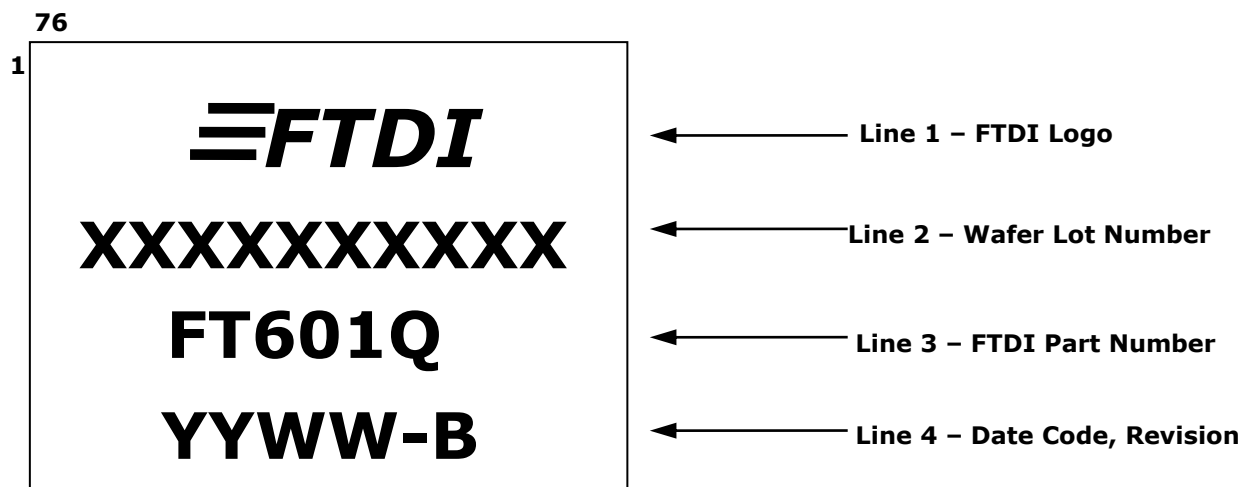 76
1
FTDI
Line 1 – FTDI Logo
XXXXXXXXXX
Line 2 – Wafer Lot Number
FT601Q
Line 3 – FTDI Part Number
YYWW-B
Line 4 – Date Code, Revision